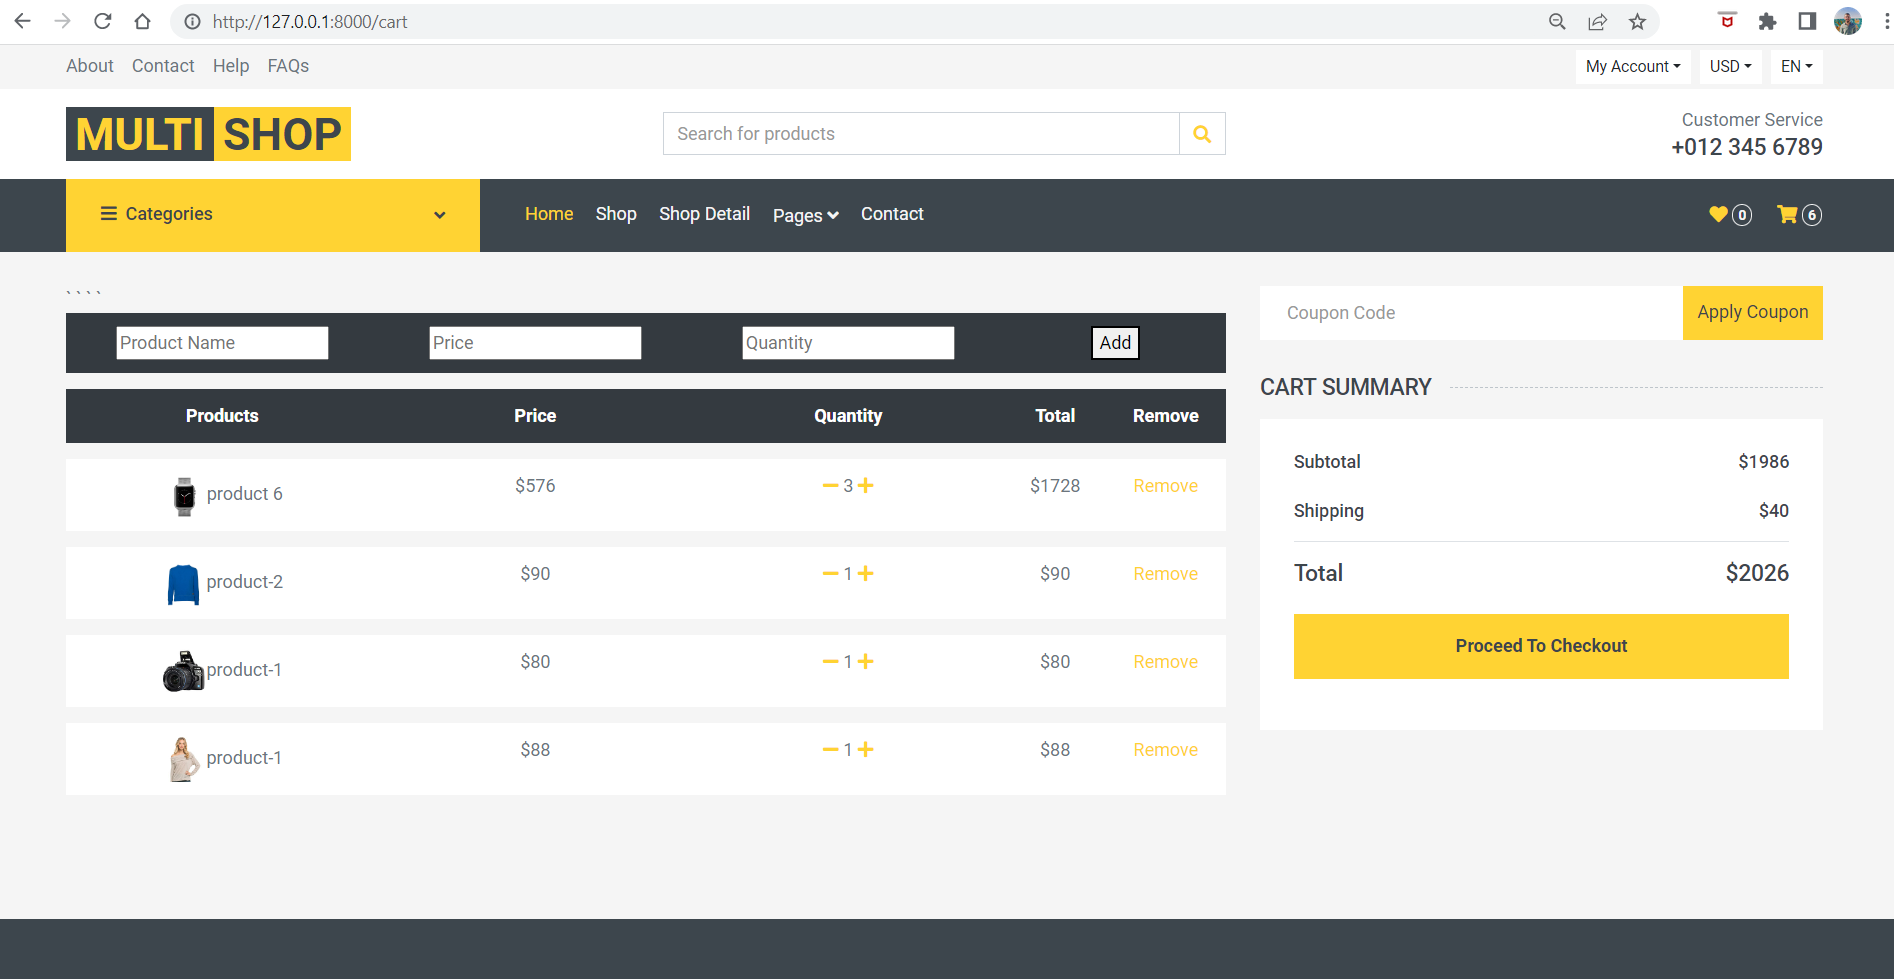 http://127.0.0.1:8000/cart
About Contact Help FAQs My Account USD EN
MULTI SHOP
Search for products
Customer Service
+012 345 6789
Categories
Home Shop Shop Detail Pages Contact 0 6
` ` ` `
Product Name Price Quantity Add
Products Price Quantity Total Remove
product 6 $576 3 $1728 Remove
product-2 $90 1 $90 Remove
product-1 $80 1 $80 Remove
product-1 $88 1 $88 Remove
Coupon Code Apply Coupon
CART SUMMARY
Subtotal $1986
Shipping $40
Total $2026
Proceed To Checkout